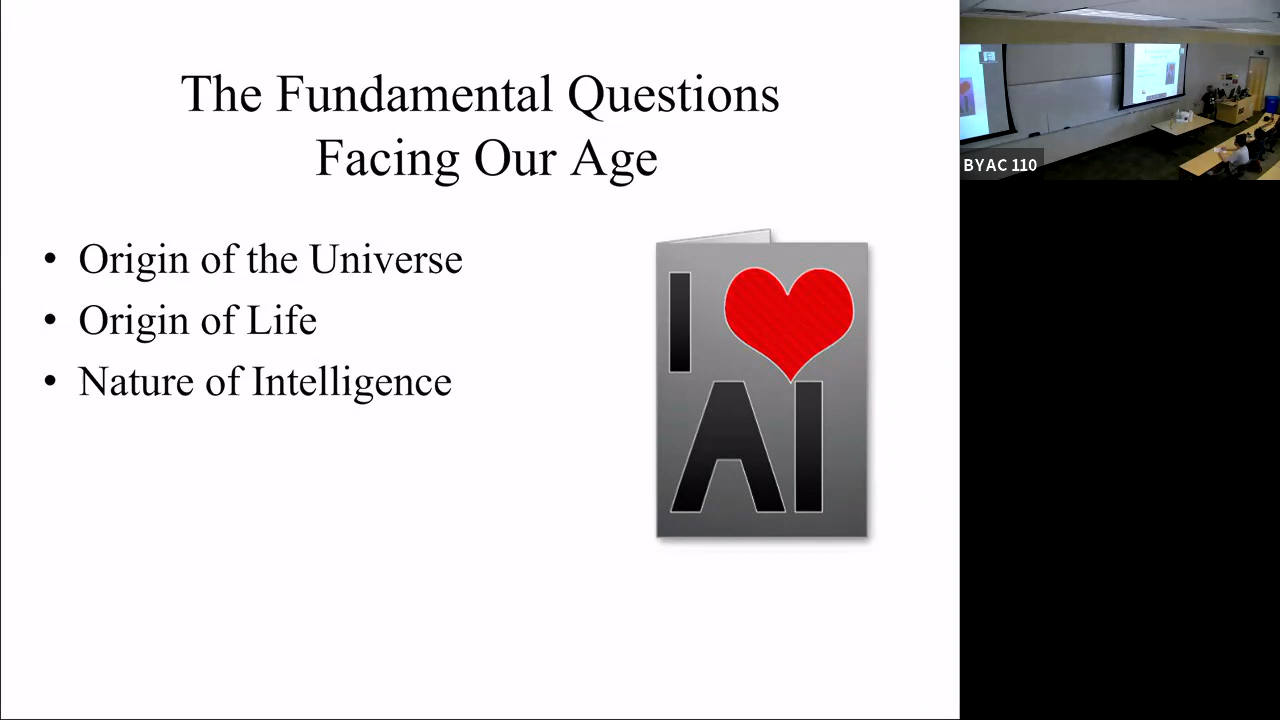 The Fundamental Questions
Facing Our Age
• Origin of the Universe
• Origin of Life
• Nature of Intelligence
I ♥
AI
BYAC 110